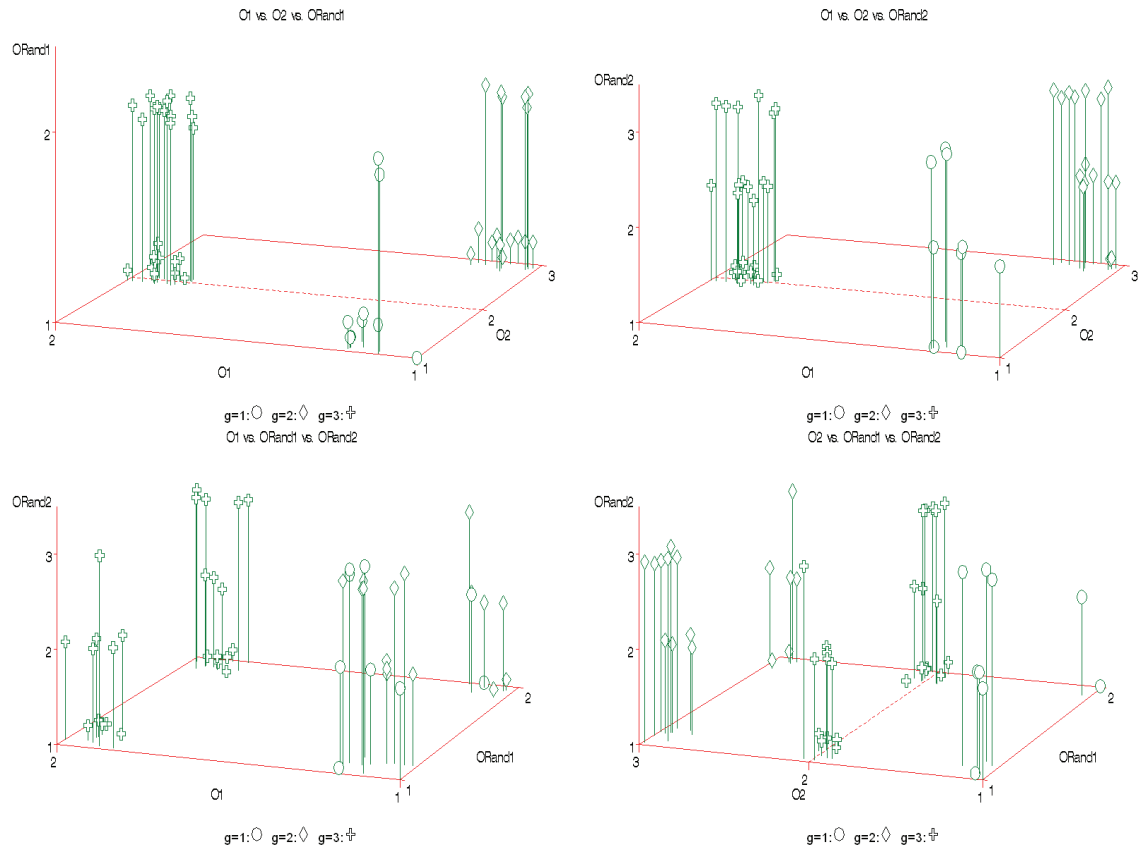 O1 vs. O2 vs. ORand1
O1 vs. O2 vs. ORand2
ORand1
2
1
2
O1
1
1
2
O2
3
ORand2
3
2
1
2
O1
1
1
2
O2
3
g=1: g=2: g=3:
g=1: g=2: g=3:
O1 vs. ORand1 vs. ORand2
O2 vs. ORand1 vs. ORand2
ORand2
3
2
1
2
O1
1
1
ORand1
2
ORand2
3
2
1
3
2
O2
1
1
ORand1
2
g=1: g=2: g=3:
g=1: g=2: g=3: